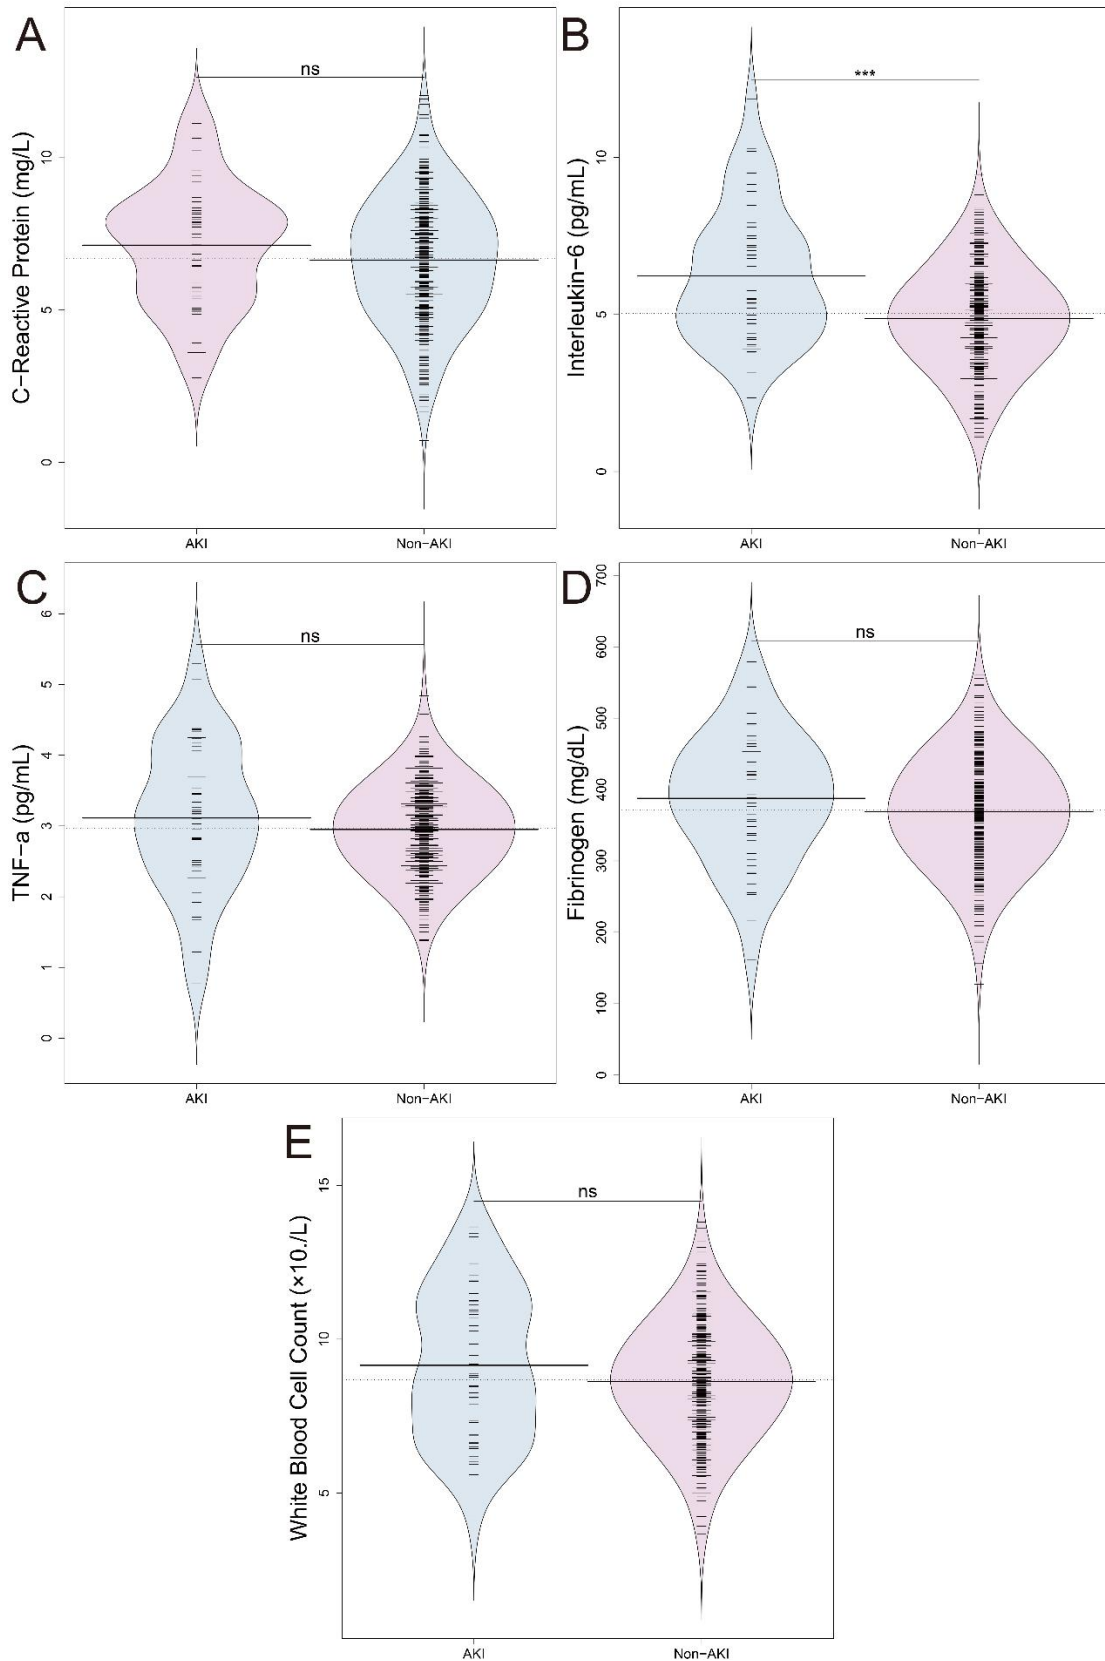 A
C-Reactive Protein (mg/L)
10
5
0
ns
AKI
Non-AKI
B
Interleukin-6 (pg/mL)
10
5
0
***
AKI
Non-AKI
C
TNF-a (pg/mL)
6
5
4
3
2
1
0
ns
AKI
Non-AKI
D
Fibrinogen (mg/dL)
700
600
500
400
300
200
100
0
ns
AKI
Non-AKI
E
White Blood Cell Count (×10./L)
15
10
5
ns
AKI
Non-AKI